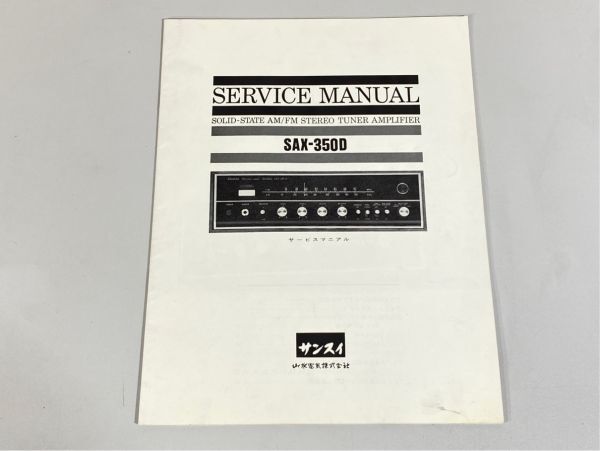 SERVICE MANUAL
SOLID-STATE AM/FM STEREO TUNER AMPLIFIER
SAX-350D
サービスマニアル
サンスイ
山水電気株式会社